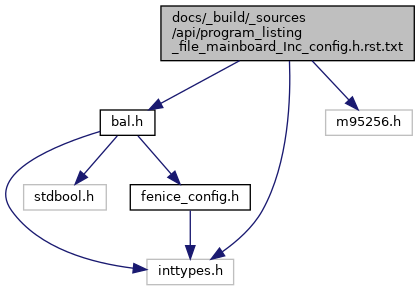 docs/_build/_sources
/api/program_listing
_file_mainboard_Inc_config.h.rst.txt
bal.h
m95256.h
stdbool.h
fenice_config.h
inttypes.h